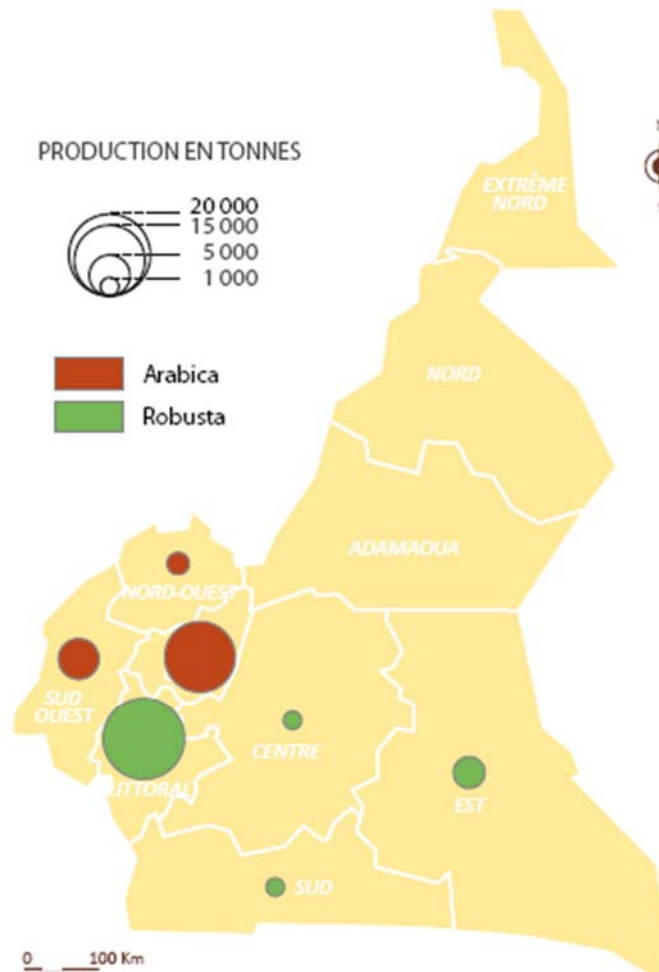 PRODUCTION EN TONNES
20 000
15 000
5 000
1 000
Arabica
Robusta
EXTRÊME
NORD
NORD
ADAMAOUA
NORD-OUEST
SUD
OUEST
CENTRE
LITTORAL
EST
SUD
0 100 Km